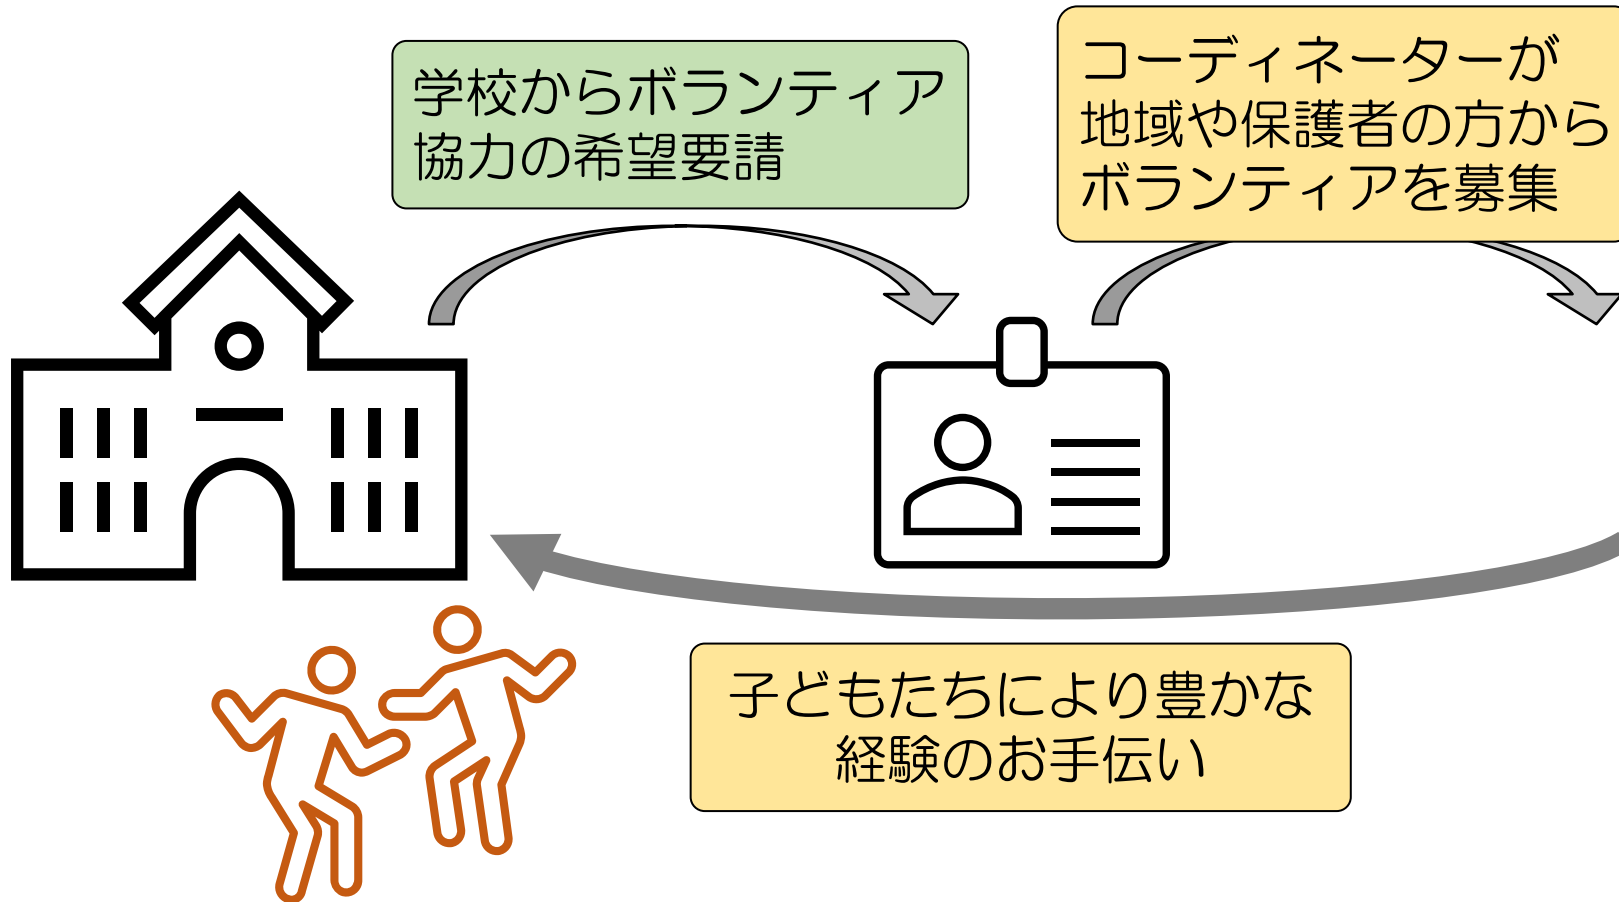 学校からボランティア
協力の希望要請
コーディネーターが
地域や保護者の方から
ボランティアを募集
子どもたちにより豊かな
経験のお手伝い